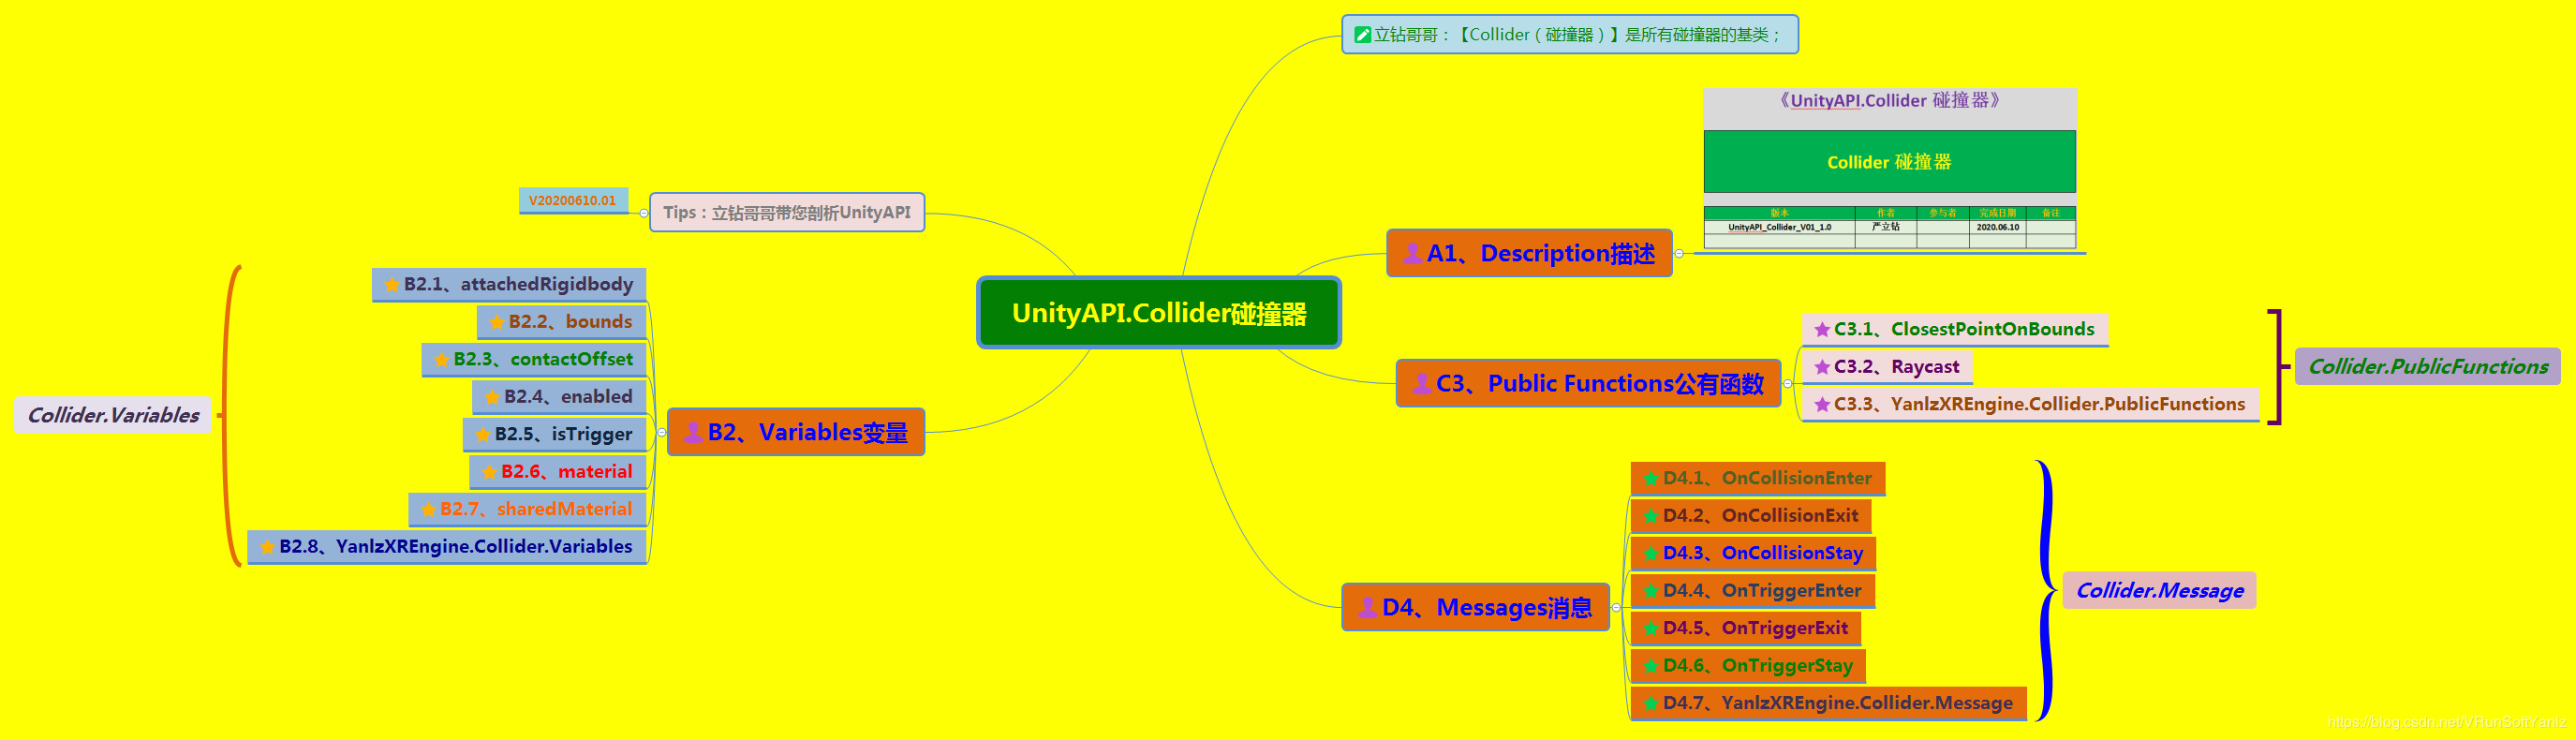 立钻哥哥：【Collider（碰撞器）】是所有碰撞器的基类；
《UnityAPI.Collider 碰撞器》
Collider 碰撞器
版本 作者 参与者 完成日期 备注
UnityAPI_Collider_V01_1.0 严立钻 2020.06.10
A1、Description描述
V20200610.01
Tips：立钻哥哥带您剖析UnityAPI
UnityAPI.Collider碰撞器
Collider.Variables
B2.1、attachedRigidbody
B2.2、bounds
B2.3、contactOffset
B2.4、enabled
B2.5、isTrigger
B2.6、material
B2.7、sharedMaterial
B2.8、YanlzXREngine.Collider.Variables
B2、Variables变量
C3、Public Functions公有函数
C3.1、ClosestPointOnBounds
C3.2、Raycast
C3.3、YanlzXREngine.Collider.PublicFunctions
Collider.PublicFunctions
D4、Messages消息
D4.1、OnCollisionEnter
D4.2、OnCollisionExit
D4.3、OnCollisionStay
D4.4、OnTriggerEnter
D4.5、OnTriggerExit
D4.6、OnTriggerStay
D4.7、YanlzXREngine.Collider.Message
Collider.Message
https://blog.csdn.net/VRunSoftYanlz